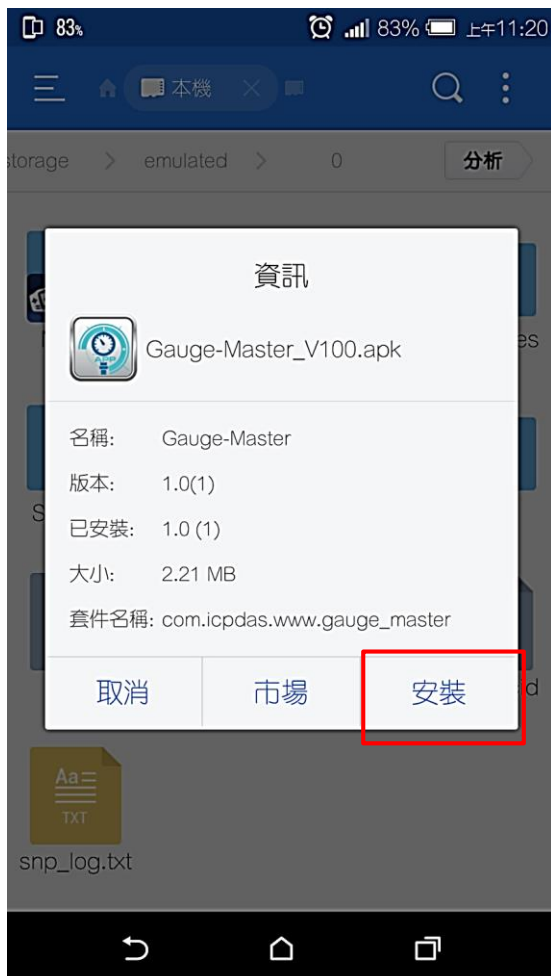 83%
83% 上午11:20
本機
storage > emulated > 0 分析
資訊
Gauge-Master_V100.apk
名稱: Gauge-Master
版本: 1.0(1)
已安裝: 1.0 (1)
大小: 2.21 MB
套件名稱: com.icpdas.www.gauge_master
取消 市場 安裝
Aa
TXT
snp_log.txt